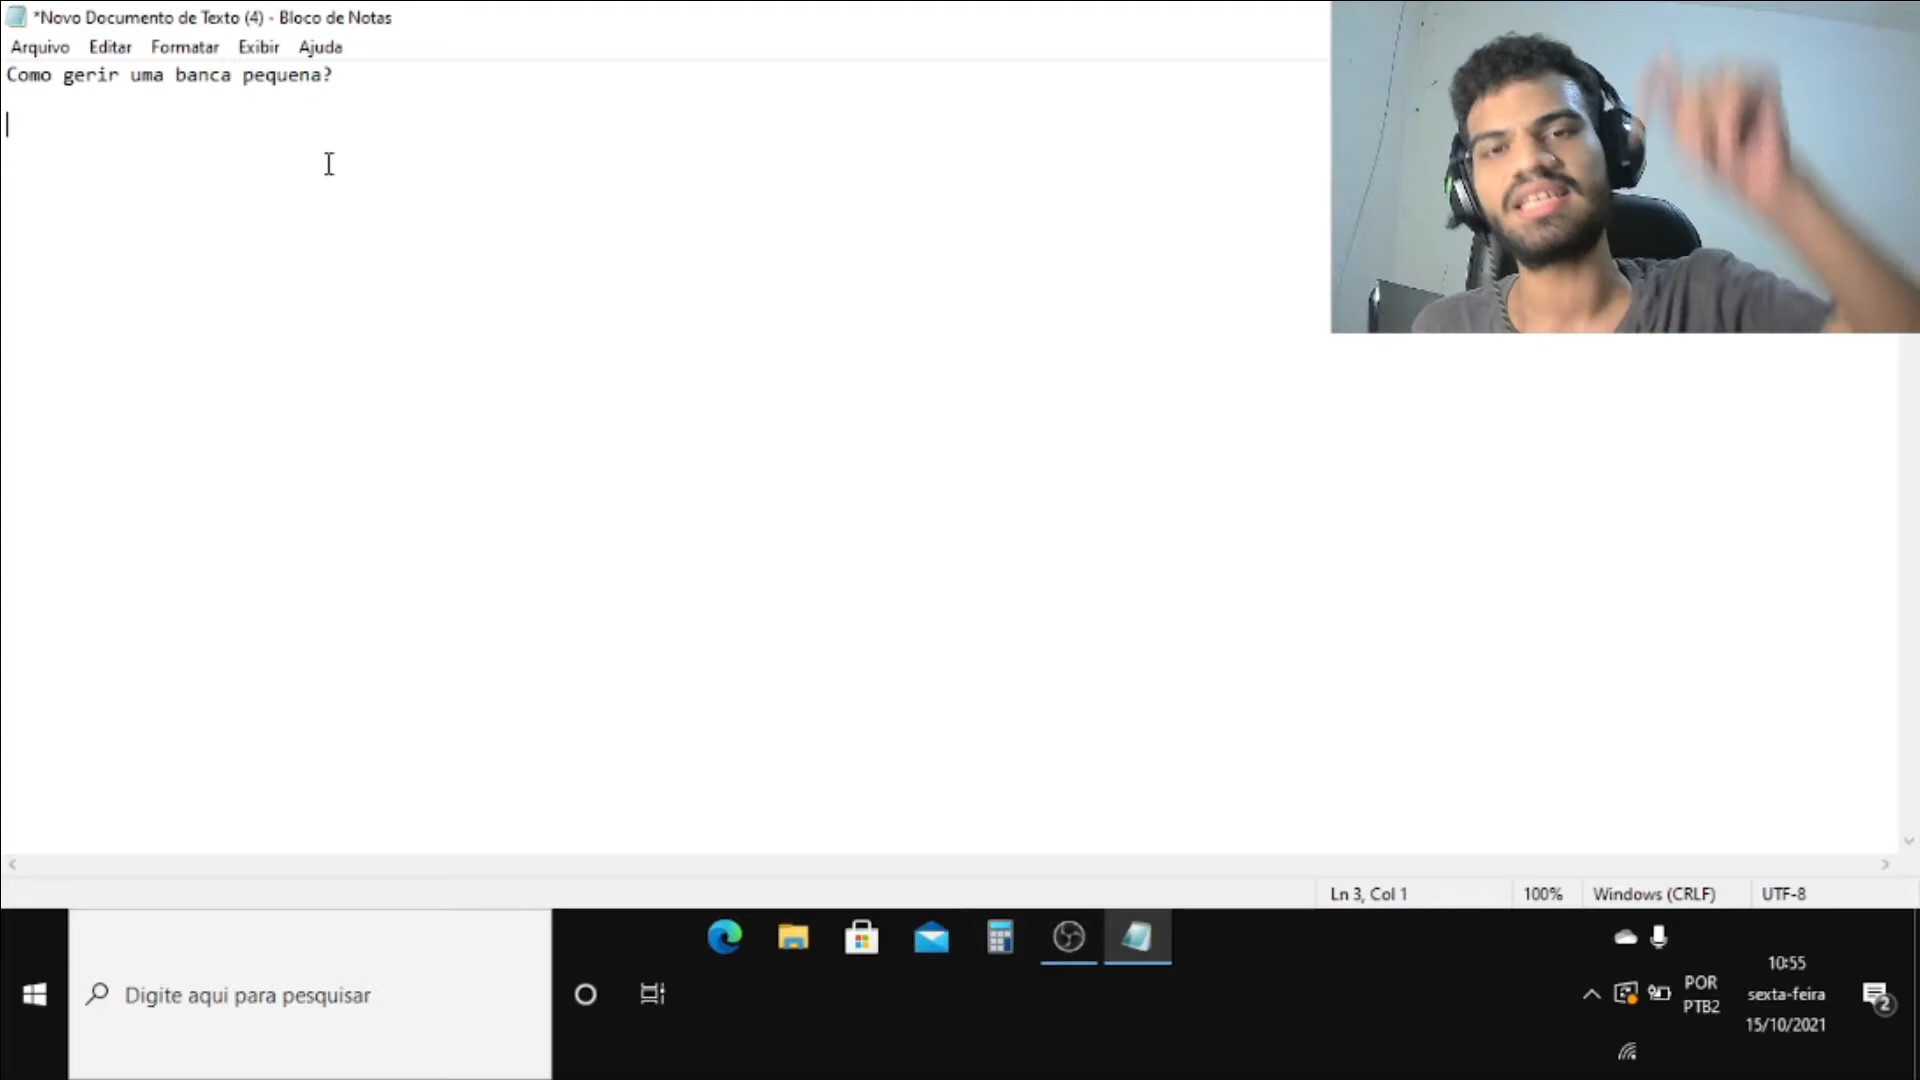 *Novo Documento de Texto (4) - Bloco de Notas
Arquivo Editar Formatar Exibir Ajuda
Como gerir uma banca pequena?
Ln 3, Col 1 100% Windows (CRLF) UTF-8
Digite aqui para pesquisar
POR
PTB2
10:55
sexta-feira
15/10/2021
2